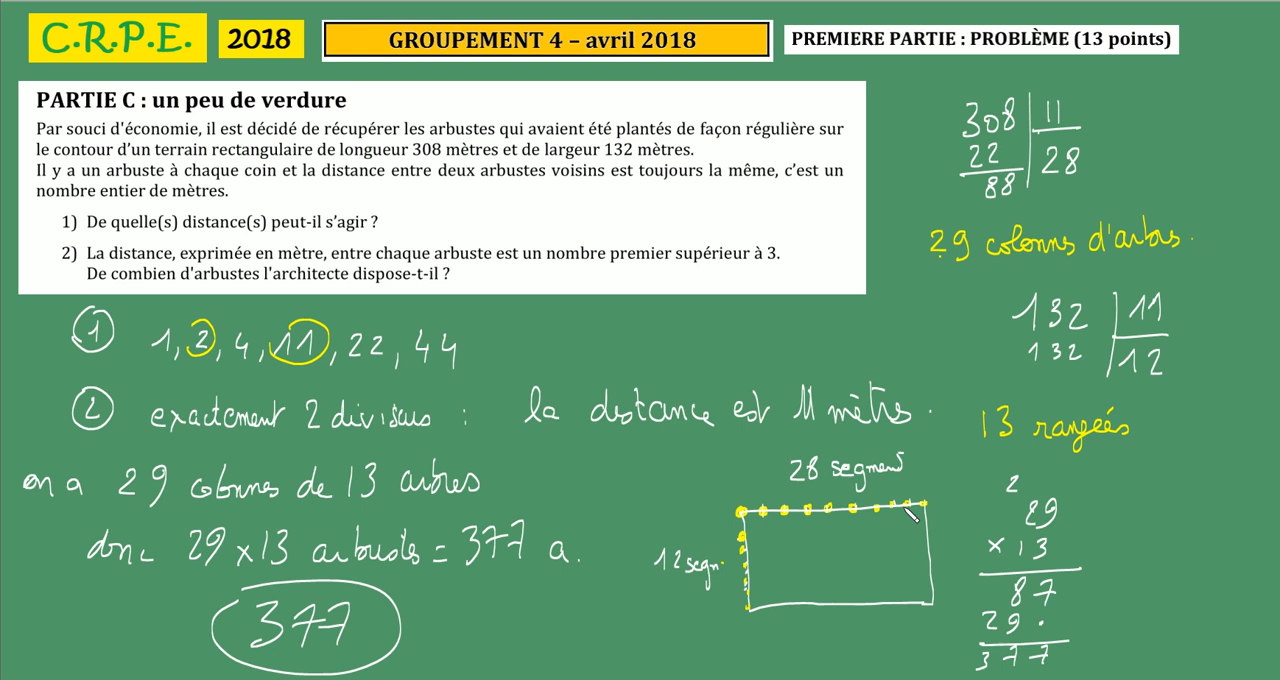 C.R.P.E.
2018
GROUPEMENT 4 – avril 2018
PREMIERE PARTIE : PROBLÈME (13 points)
PARTIE C : un peu de verdure
Par souci d'économie, il est décidé de récupérer les arbustes qui avaient été plantés de façon régulière sur
le contour d'un terrain rectangulaire de longueur 308 mètres et de largeur 132 mètres.
Il y a un arbuste à chaque coin et la distance entre deux arbustes voisins est toujours la même, c'est un
nombre entier de mètres.
1) De quelle(s) distance(s) peut-il s'agir ?
2) La distance, exprimée en mètre, entre chaque arbuste est un nombre premier supérieur à 3.
De combien d'arbustes l'architecte dispose-t-il ?
1 1, 2, 4, 11, 22, 44
2 exactement 2 diviseurs : la distance est 11 mètres.
on a 29 colonnes de 13 arbres
donc 29 × 13 arbustes = 377 a.
377
28 segment
12 segn.
308 11
22 28
88
29 colonnes d'arbres.
132 11
132 12
13 rangées
2
29
× 13
87
29 .
377